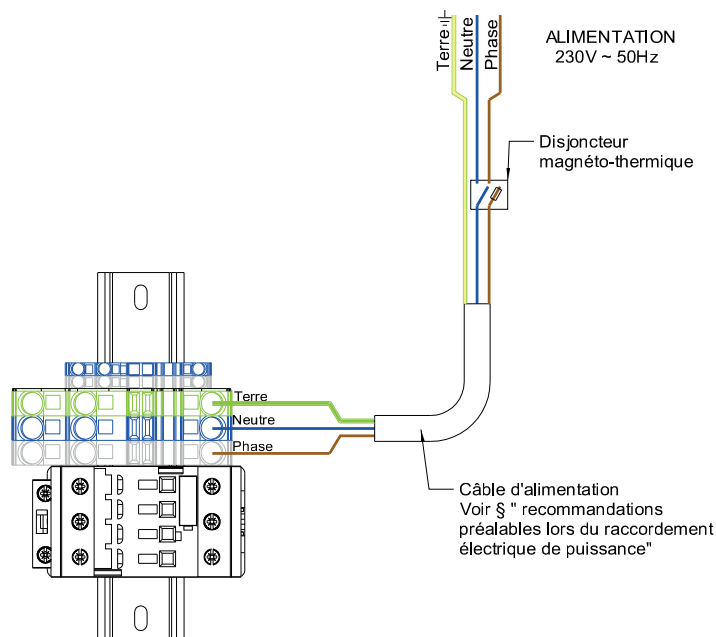 Terre
Neutre
Phase
ALIMENTATION
230V ~ 50Hz
Disjoncteur
magnéto-thermique
Terre
Neutre
Phase
Câble d'alimentation
Voir § " recommandations
préalables lors du raccordement
électrique de puissance"